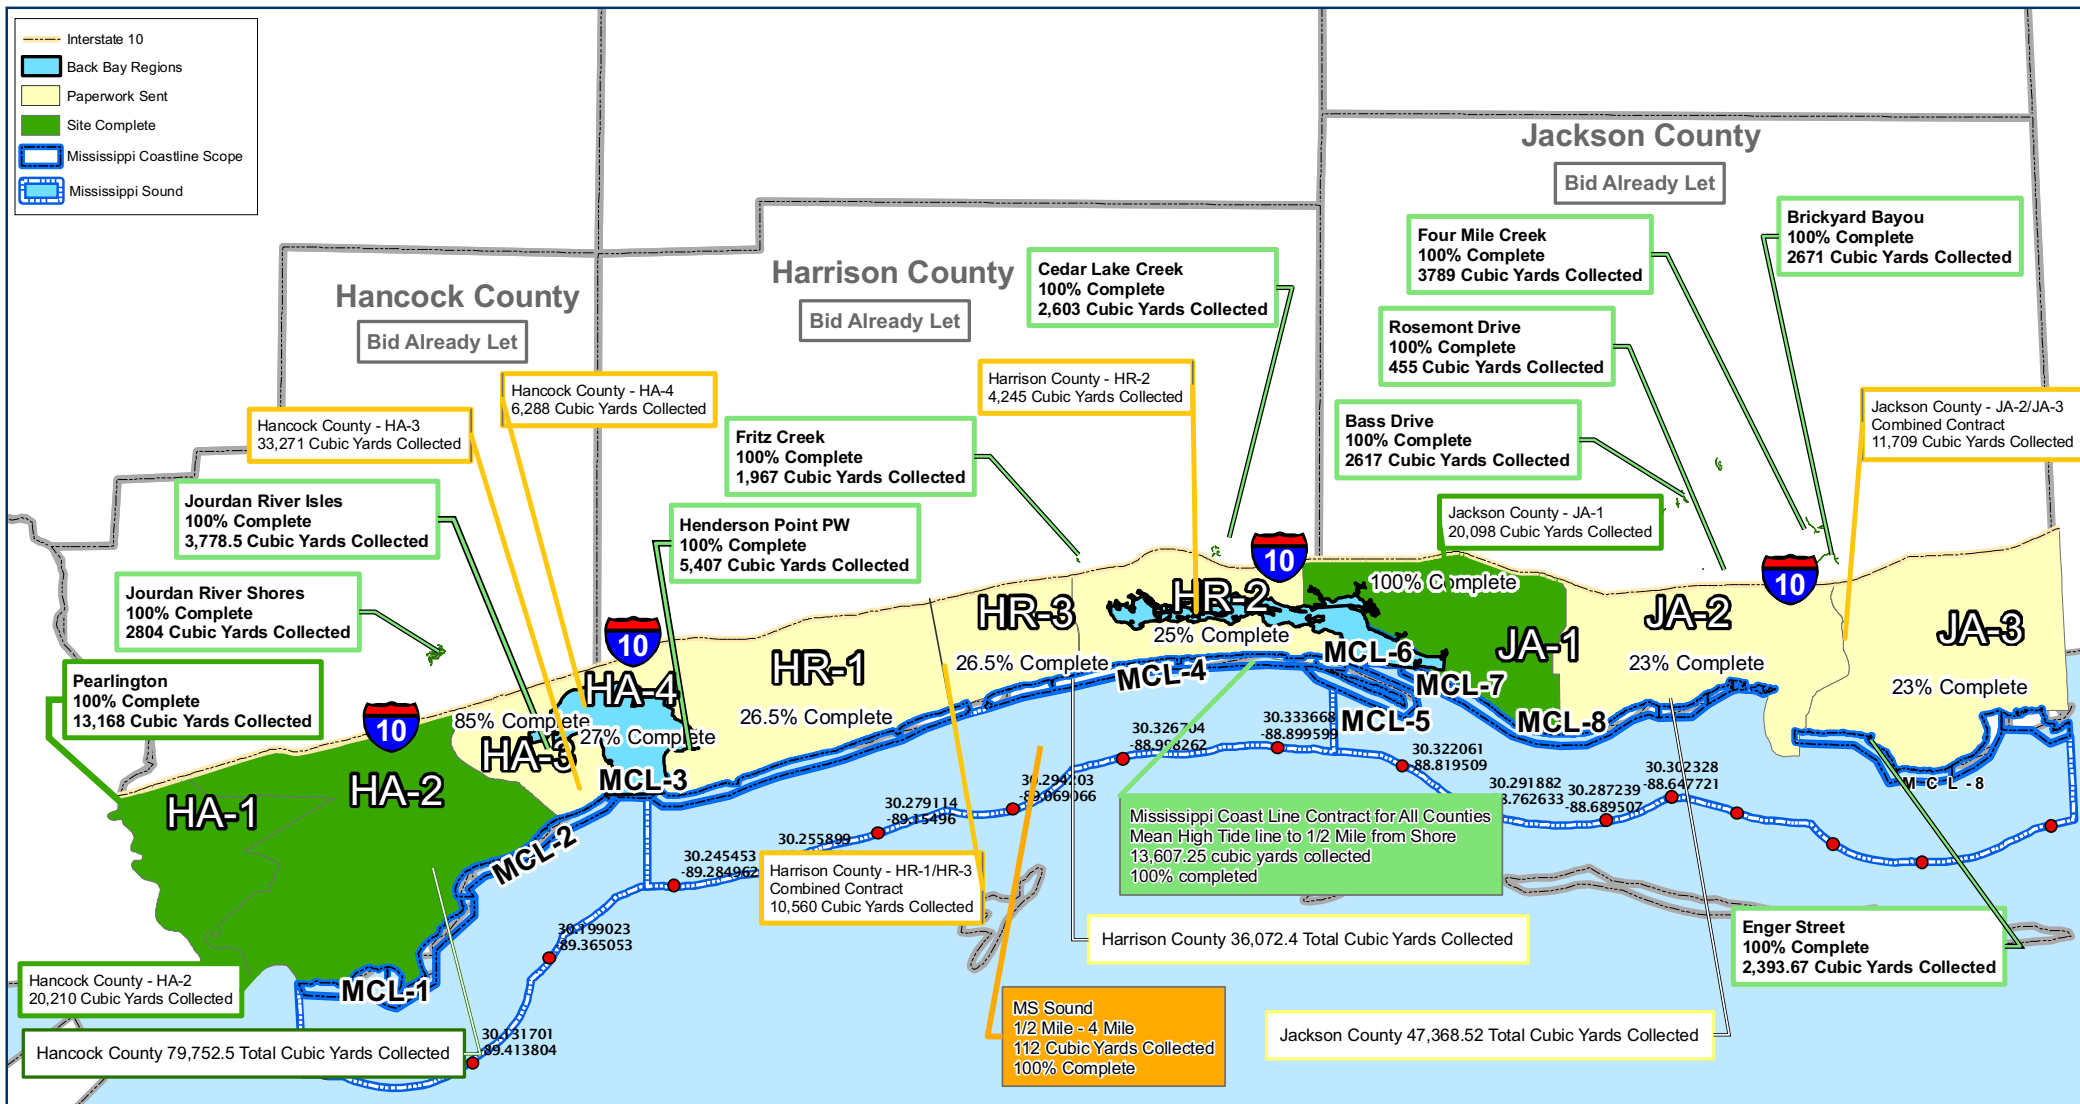 Interstate 10
Back Bay Regions
Paperwork Sent
Site Complete
Mississippi Coastline Scope
Mississippi Sound
Jackson County
Bid Already Let
Harrison County
Bid Already Let
Hancock County
Bid Already Let
Brickyard Bayou
100% Complete
2671 Cubic Yards Collected
Four Mile Creek
100% Complete
3789 Cubic Yards Collected
Cedar Lake Creek
100% Complete
2,603 Cubic Yards Collected
Rosemont Drive
100% Complete
455 Cubic Yards Collected
Harrison County - HR-2
4,245 Cubic Yards Collected
Hancock County - HA-4
6,288 Cubic Yards Collected
Hancock County - HA-3
33,271 Cubic Yards Collected
Jackson County - JA-2/JA-3
Combined Contract
11,709 Cubic Yards Collected
Bass Drive
100% Complete
2617 Cubic Yards Collected
Fritz Creek
100% Complete
1,967 Cubic Yards Collected
Jourdan River Isles
100% Complete
3,778.5 Cubic Yards Collected
Jackson County - JA-1
20,098 Cubic Yards Collected
Henderson Point PW
100% Complete
5,407 Cubic Yards Collected
Jourdan River Shores
100% Complete
2804 Cubic Yards Collected
Pearlington
100% Complete
13,168 Cubic Yards Collected
10
10
10
10
HA-1
HA-2
85% Complete
HA-3
HA-4
27% Complete
HR-1
26.5% Complete
HR-3
26.5% Complete
HR-2
25% Complete
100% Complete
JA-1
JA-2
23% Complete
JA-3
23% Complete
MCL-1
MCL-2
MCL-3
MCL-4
MCL-5
MCL-6
MCL-7
MCL-8
MCL-8
30.131701
-89.413804
30.199023
-89.365053
30.245453
-89.284962
30.255899
30.279114
-89.15496
30.294203
-89.069066
30.326704
-88.998262
30.333668
-88.899599
30.322061
-88.819509
30.291882
30.287239
-88.689507
30.302328
-88.647721
Mississippi Coast Line Contract for All Counties
Mean High Tide line to 1/2 Mile from Shore
13,607.25 cubic yards collected
100% completed
Harrison County - HR-1/HR-3
Combined Contract
10,560 Cubic Yards Collected
Harrison County 36,072.4 Total Cubic Yards Collected
Enger Street
100% Complete
2,393.67 Cubic Yards Collected
Hancock County - HA-2
20,210 Cubic Yards Collected
MS Sound
1/2 Mile - 4 Mile
112 Cubic Yards Collected
100% Complete
Jackson County 47,368.52 Total Cubic Yards Collected
Hancock County 79,752.5 Total Cubic Yards Collected